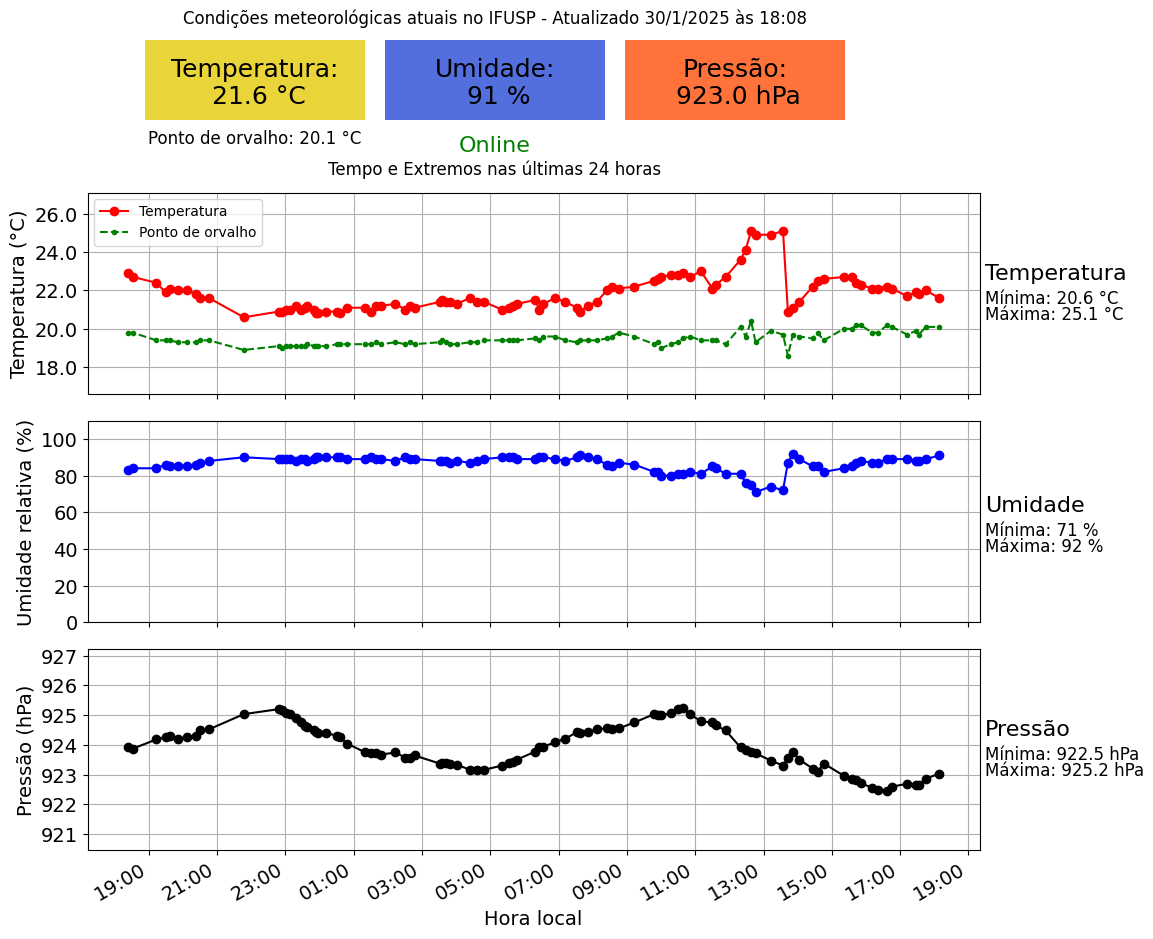 Condições meteorológicas atuais no IFUSP - Atualizado 30/1/2025 às 18:08
Temperatura:
21.6 °C
Umidade:
91 %
Pressão:
923.0 hPa
Ponto de orvalho: 20.1 °C
Online
Tempo e Extremos nas últimas 24 horas
Temperatura (°C)
26.0
24.0
22.0
20.0
18.0
Temperatura
Ponto de orvalho
Temperatura
Mínima: 20.6 °C
Máxima: 25.1 °C
Umidade relativa (%)
100
80
60
40
20
0
Umidade
Mínima: 71 %
Máxima: 92 %
Pressão (hPa)
927
926
925
924
923
922
921
Pressão
Mínima: 922.5 hPa
Máxima: 925.2 hPa
19:00 21:00 23:00 01:00 03:00 05:00 07:00 09:00 11:00 13:00 15:00 17:00 19:00
Hora local